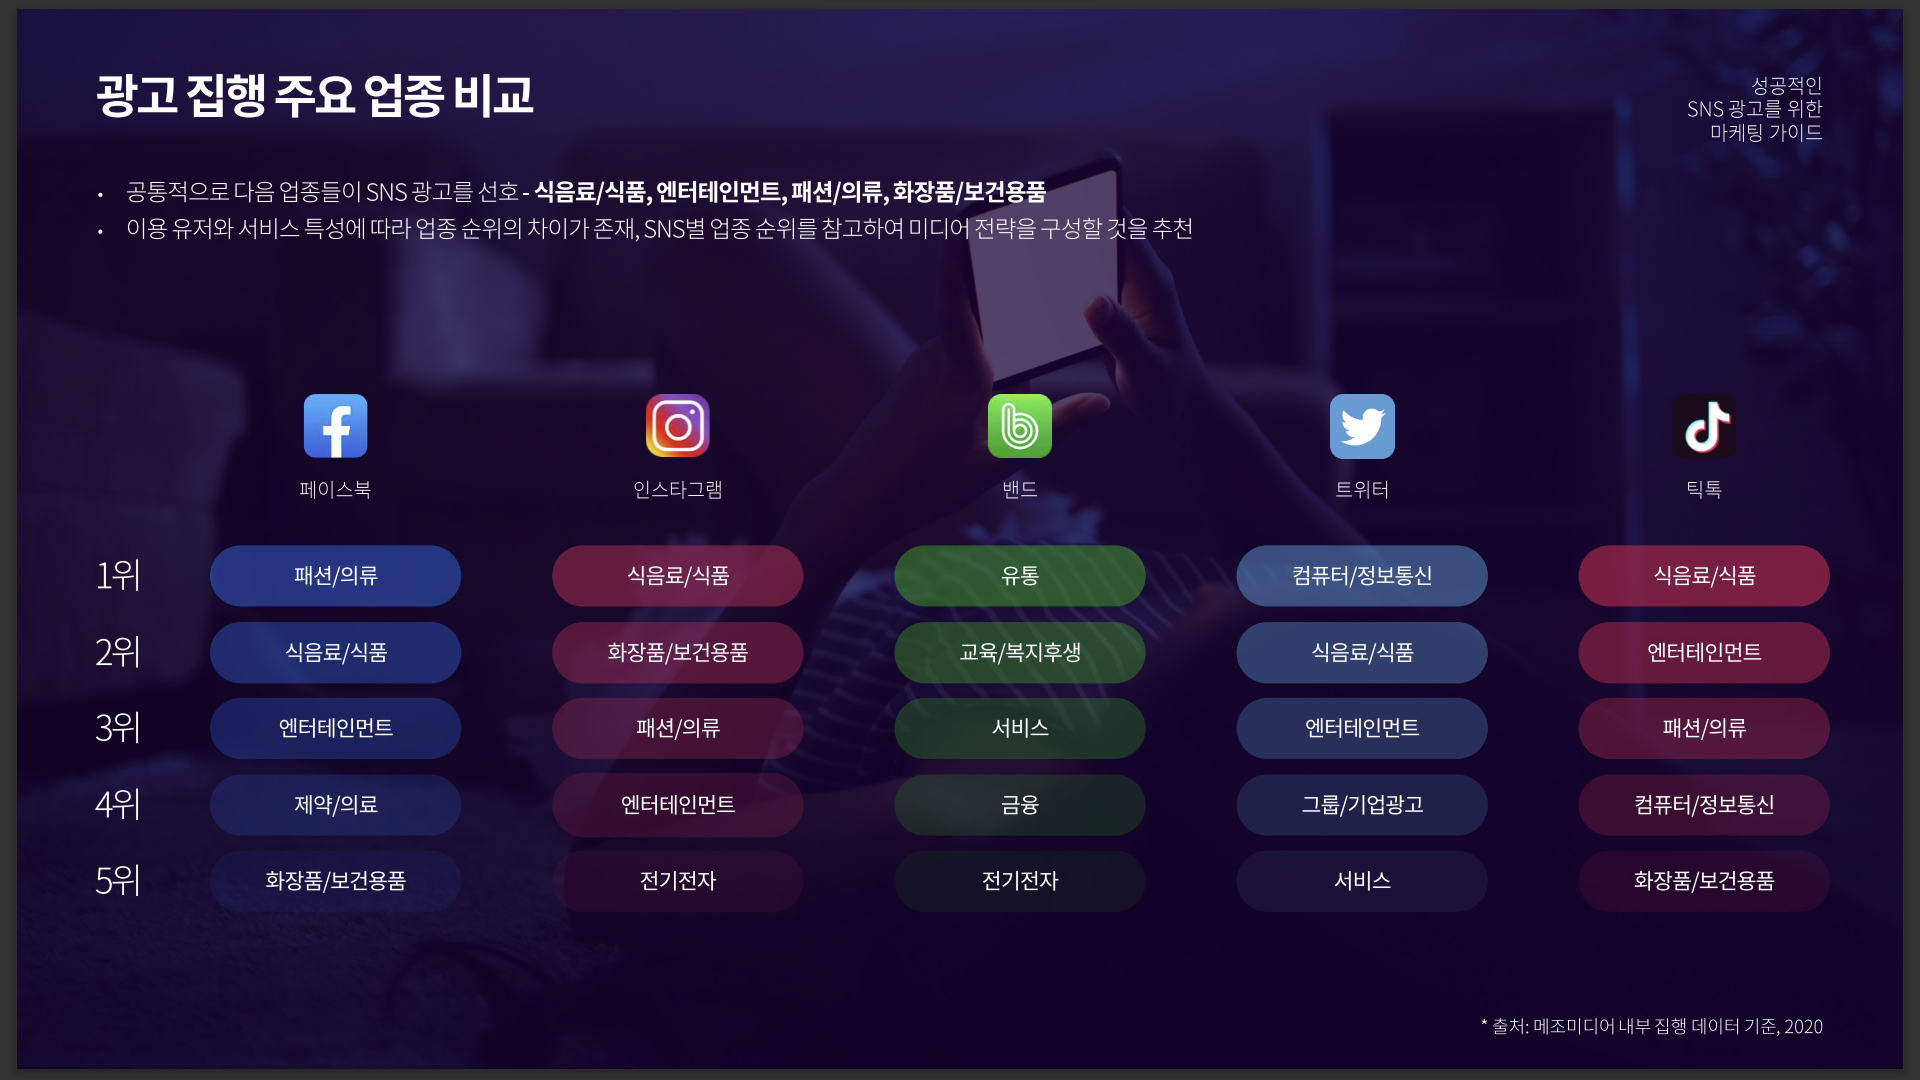 광고 집행 주요 업종 비교
성공적인
SNS 광고를 위한
마케팅 가이드
• 공통적으로 다음 업종들이 SNS 광고를 선호 - 식음료/식품, 엔터테인먼트, 패션/의류, 화장품/보건용품
• 이용 유저와 서비스 특성에 따라 업종 순위의 차이가 존재, SNS별 업종 순위를 참고하여 미디어 전략을 구성할 것을 추천
페이스북 인스타그램 밴드 트위터 틱톡
1위 패션/의류 식음료/식품 유통 컴퓨터/정보통신 식음료/식품
2위 식음료/식품 화장품/보건용품 교육/복지후생 식음료/식품 엔터테인먼트
3위 엔터테인먼트 패션/의류 서비스 엔터테인먼트 패션/의류
4위 제약/의료 엔터테인먼트 금융 그룹/기업광고 컴퓨터/정보통신
5위 화장품/보건용품 전기전자 전기전자 서비스 화장품/보건용품
* 출처: 메조미디어 내부 집행 데이터 기준, 2020